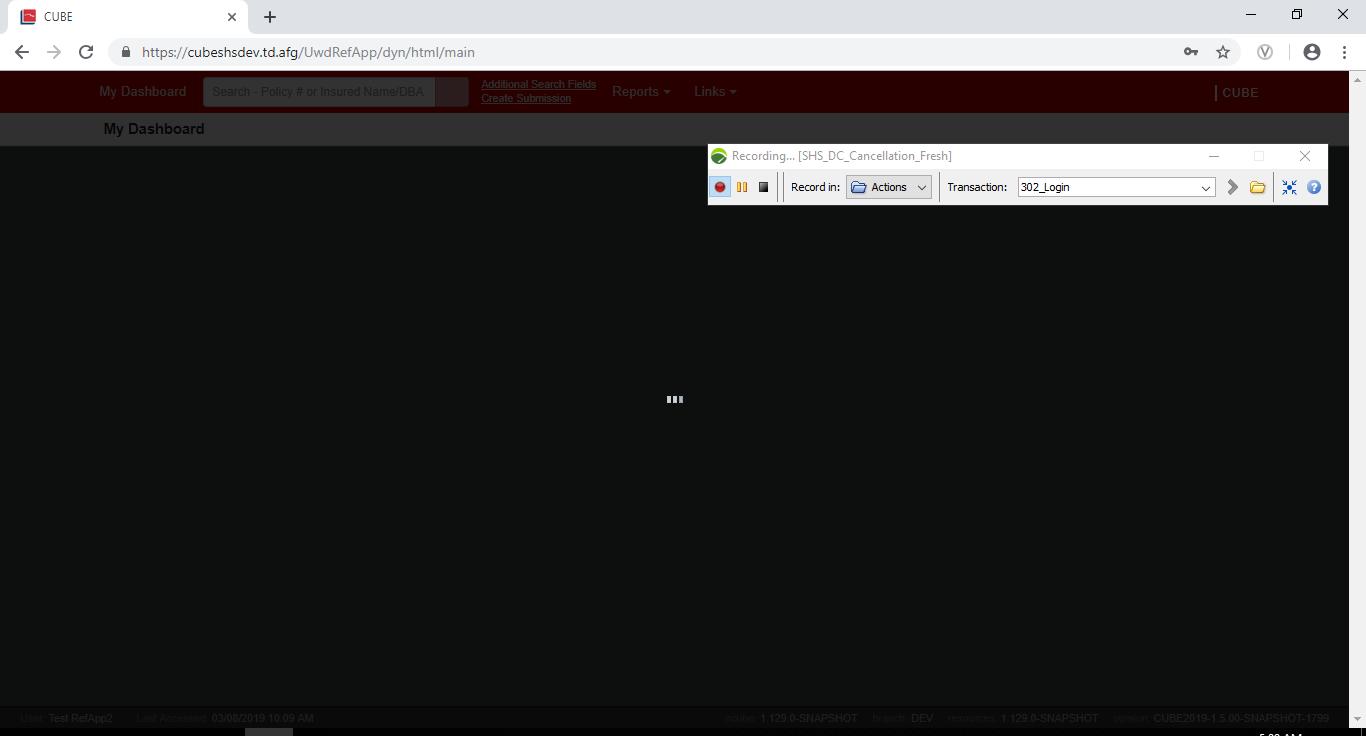 CUBE
https://cubeshsdev.td.afg/UwdRefApp/dyn/html/main
My Dashboard
Search - Policy # or Insured Name/DBA
Additional Search Fields
Create Submission
Reports
Links
CUBE
My Dashboard
Recording... [SHS_DC_Cancellation_Fresh]
Record in:
Actions
Transaction:
302_Login
User: Test RefApp2 Last Accessed: 03/08/2019 10:09 AM
ncube: 1.129.0-SNAPSHOT branch: DEV resources: 1.129.0-SNAPSHOT version: CUBE2019-1.5.00-SNAPSHOT-1799